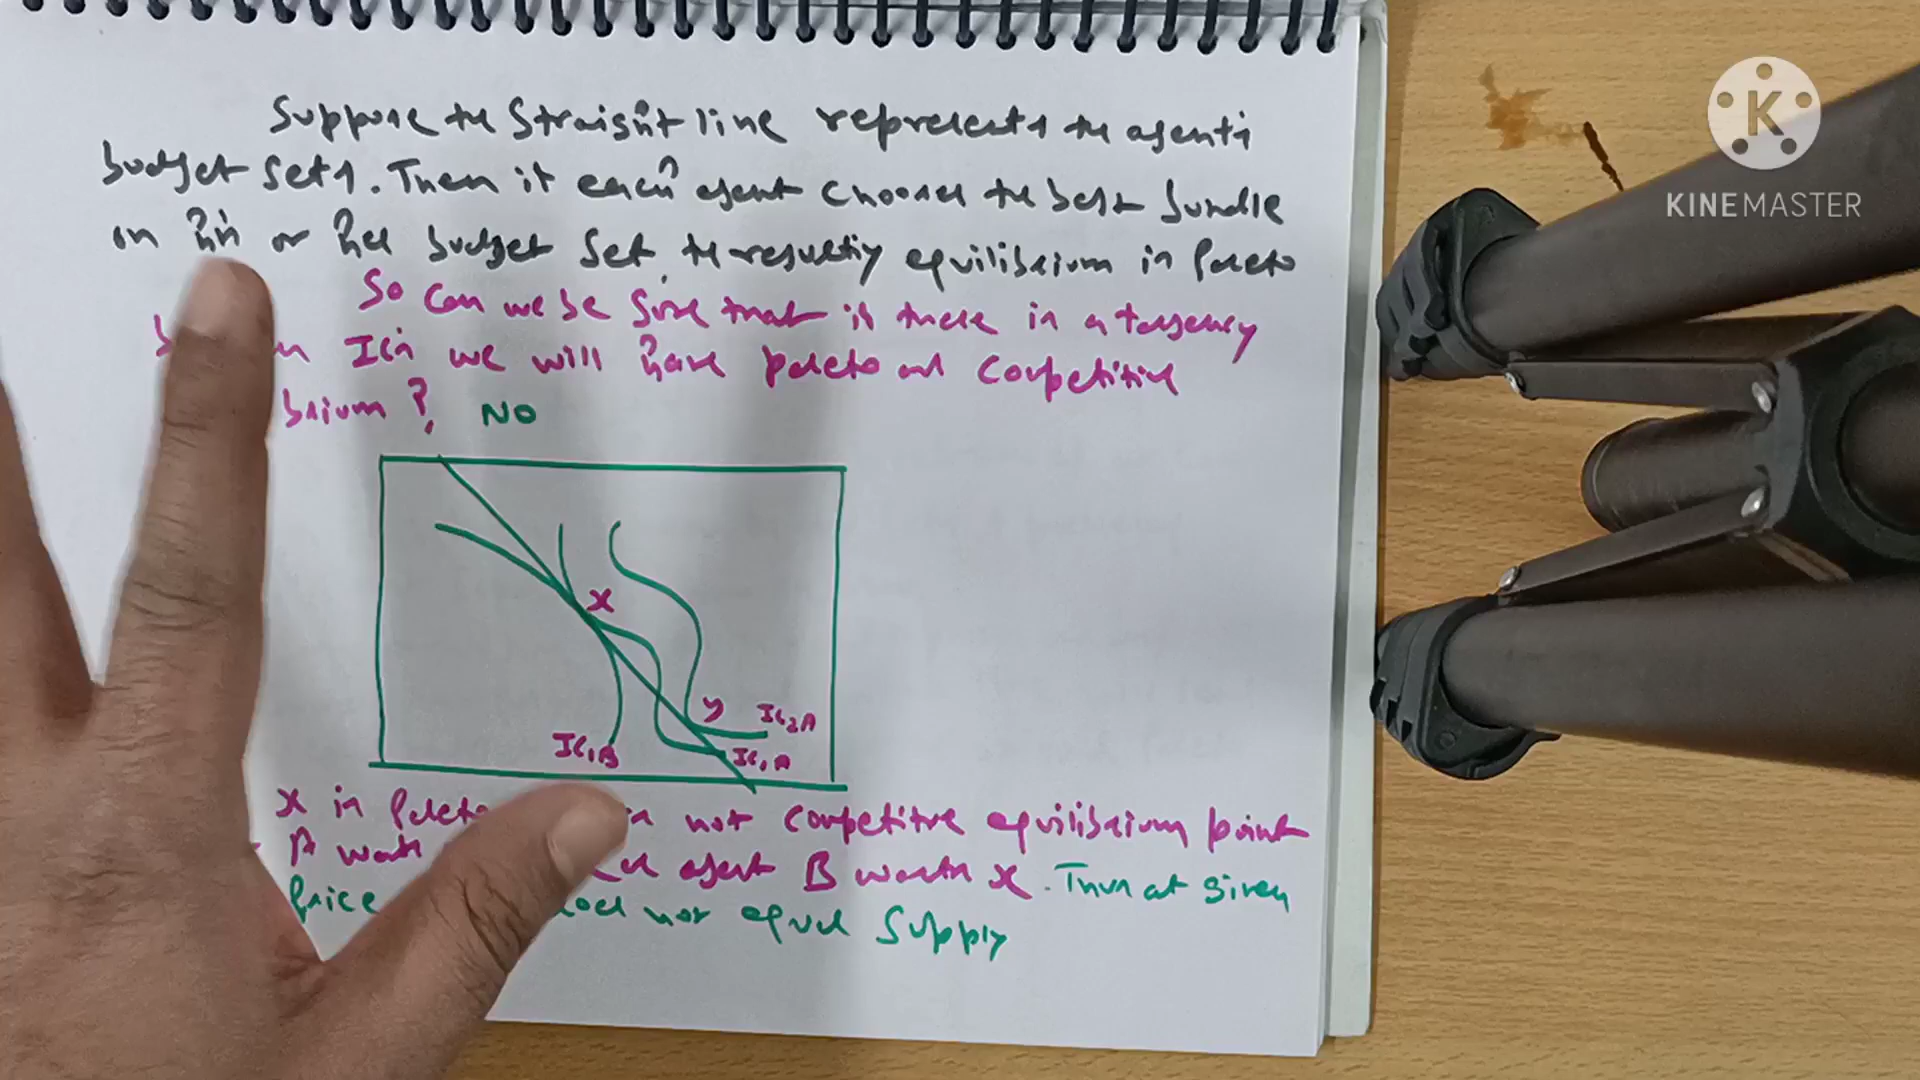 Suppose the straight line represents the agents
budget sets. Then if each agent chooses the best bundle
on his or her budget set, the resulting equilibrium is Pareto
So can we be sure that if there is a tangency
ICs we will have pareto and competitive
brium? NO
x
y
IC2A
IC1B
IC1A
x is Pareto not competitive equilibrium point
A wants agent B wants x. Thus at given
Price does not equal supply
K
KINEMASTER